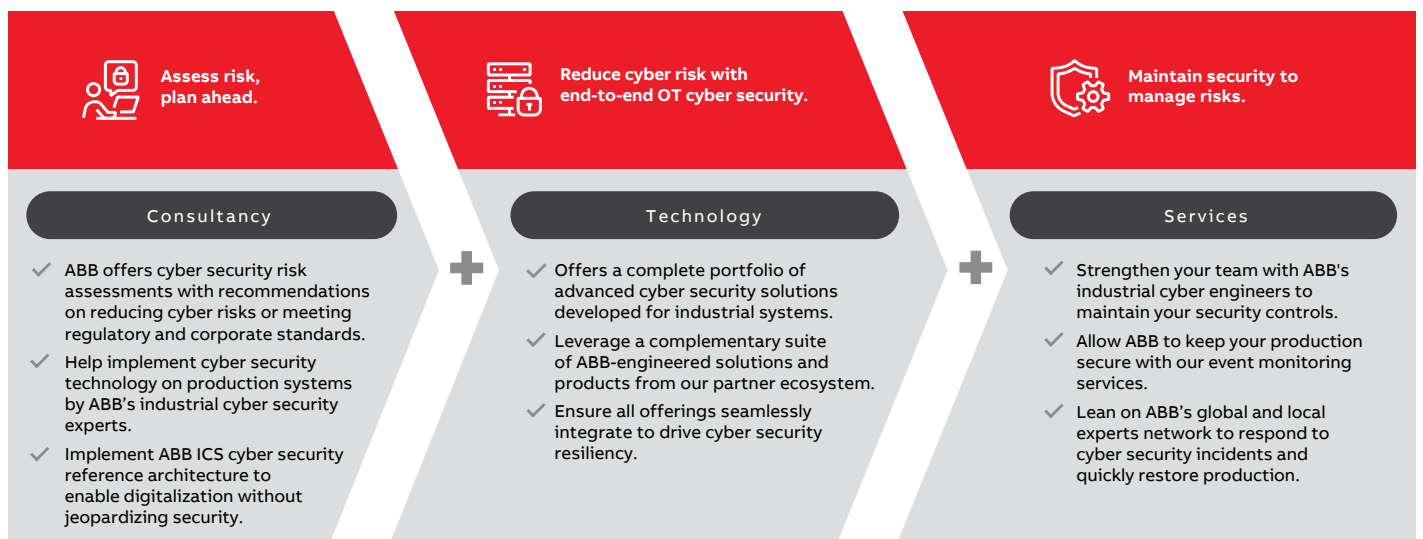 Assess risk,
plan ahead.
Consultancy
ABB offers cyber security risk
assessments with recommendations
on reducing cyber risks or meeting
regulatory and corporate standards.
Help implement cyber security
technology on production systems
by ABB’s industrial cyber security
experts.
Implement ABB ICS cyber security
reference architecture to
enable digitalization without
jeopardizing security.
Reduce cyber risk with
end-to-end OT cyber security.
Technology
Offers a complete portfolio of
advanced cyber security solutions
developed for industrial systems.
Leverage a complementary suite
of ABB-engineered solutions and
products from our partner ecosystem.
Ensure all offerings seamlessly
integrate to drive cyber security
resiliency.
Maintain security to
manage risks.
Services
Strengthen your team with ABB's
industrial cyber engineers to
maintain your security controls.
Allow ABB to keep your production
secure with our event monitoring
services.
Lean on ABB’s global and local
experts network to respond to
cyber security incidents and
quickly restore production.